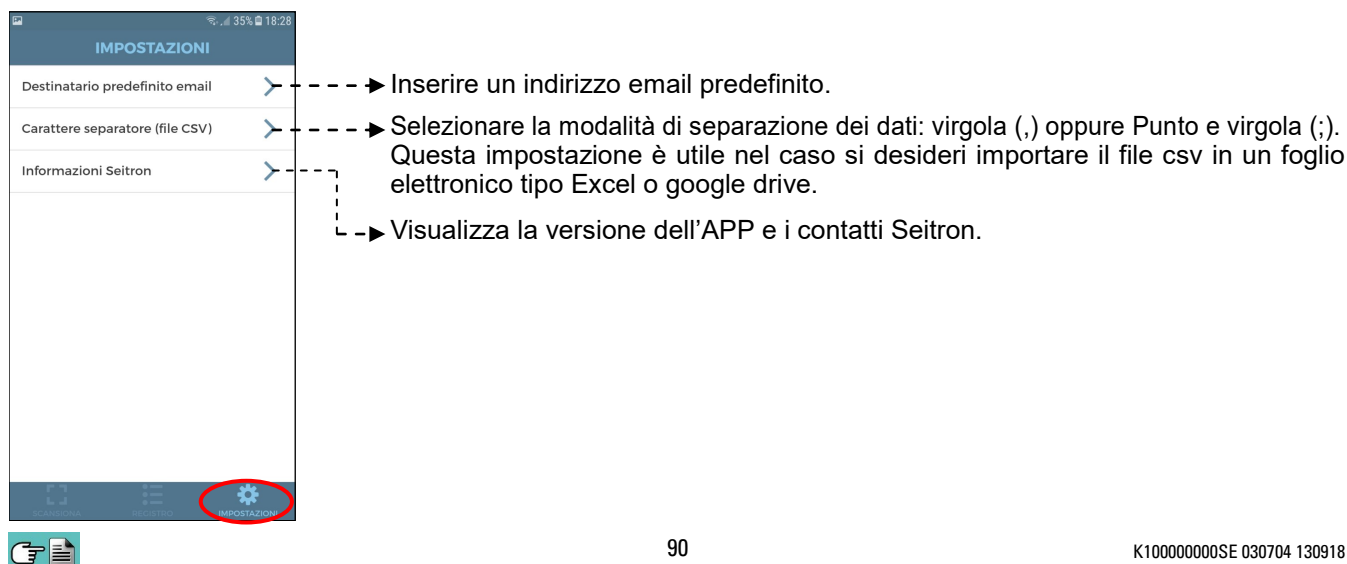 35% 18:28
IMPOSTAZIONI
Destinatario predefinito email
Inserire un indirizzo email predefinito.
Carattere separatore (file CSV)
Selezionare la modalità di separazione dei dati: virgola (,) oppure Punto e virgola (;).
Questa impostazione è utile nel caso si desideri importare il file csv in un foglio
elettronico tipo Excel o google drive.
Informazioni Seitron
Visualizza la versione dell'APP e i contatti Seitron.
SCANSIONA REGISTRO IMPOSTAZIONI
90
K100000000SE 030704 130918